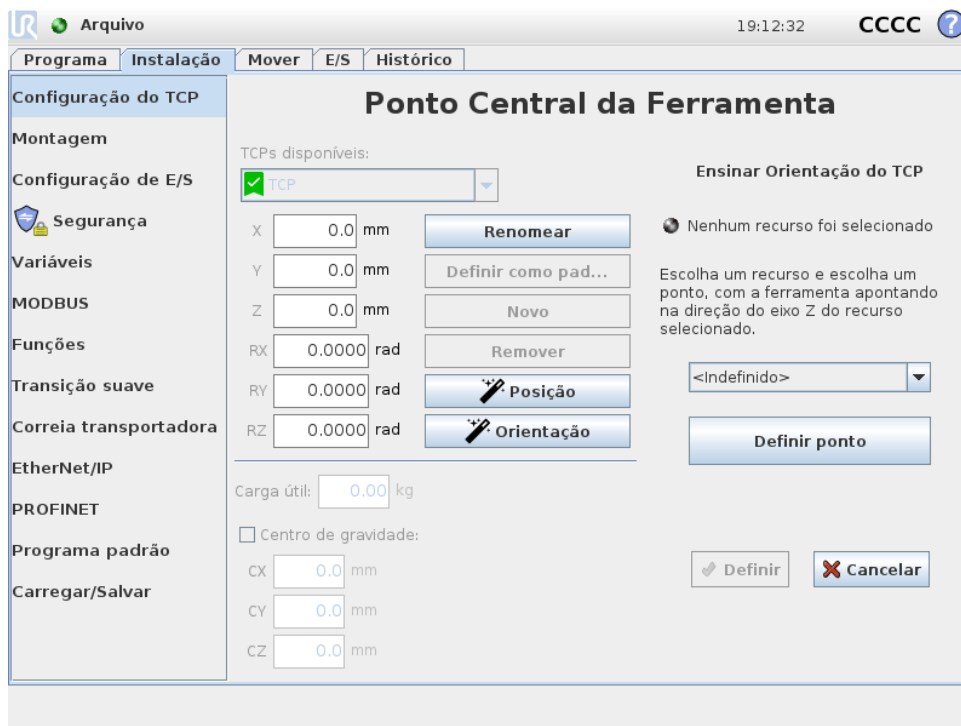 UR Arquivo 19:12:32 CCCC ?
Programa Instalação Mover E/S Histórico
Configuração do TCP
Montagem
Configuração de E/S
Segurança
Variáveis
MODBUS
Funções
Transição suave
Correia transportadora
EtherNet/IP
PROFINET
Programa padrão
Carregar/Salvar
Ponto Central da Ferramenta
TCPs disponíveis:
TCP
X 0.0 mm Renomear
Y 0.0 mm Definir como pad...
Z 0.0 mm Novo
RX 0.0000 rad Remover
RY 0.0000 rad Posição
RZ 0.0000 rad Orientação
Carga útil: 0.00 kg
Centro de gravidade:
CX 0.0 mm
CY 0.0 mm
CZ 0.0 mm
Ensinar Orientação do TCP
Nenhum recurso foi selecionado
Escolha um recurso e escolha um
ponto, com a ferramenta apontando
na direção do eixo Z do recurso
selecionado.
<Indefinido>
Definir ponto
Definir Cancelar